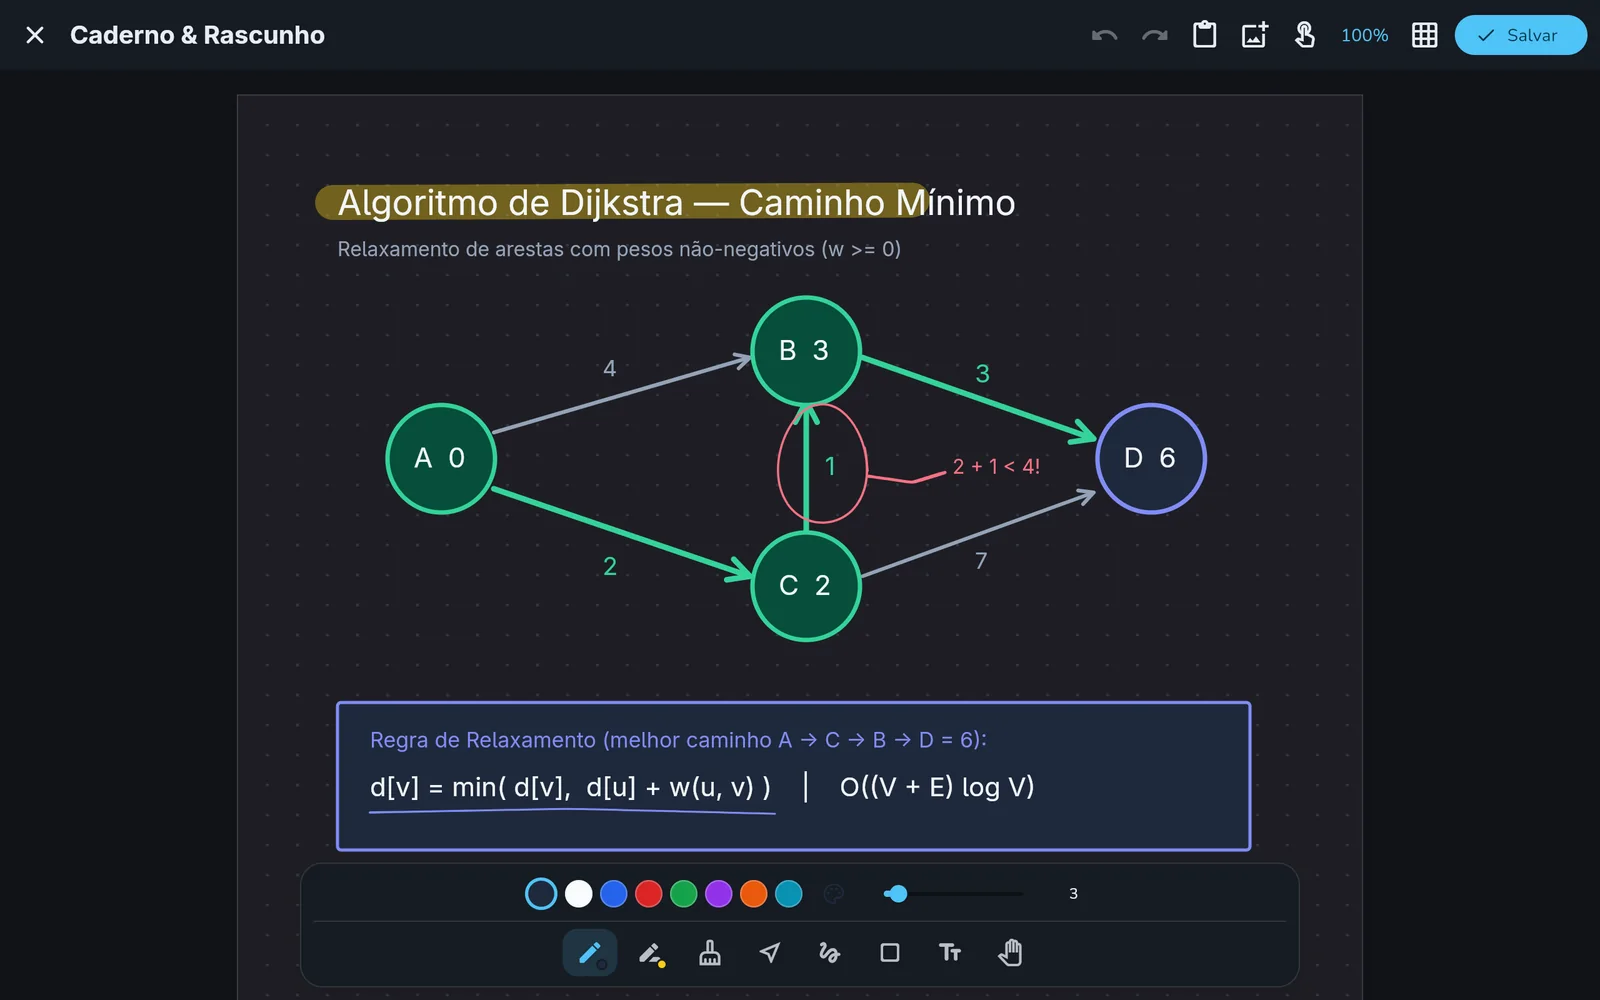 Caderno & Rascunho
100%
Salvar
Algoritmo de Dijkstra — Caminho Mínimo
Relaxamento de arestas com pesos não-negativos (w >= 0)
B 3
4
3
A 0
D 6
1
2 + 1 < 4!
2
7
C 2
Regra de Relaxamento (melhor caminho A → C → B → D = 6):
d[v] = min( d[v], d[u] + w(u, v) ) | O((V + E) log V)
3
Tt